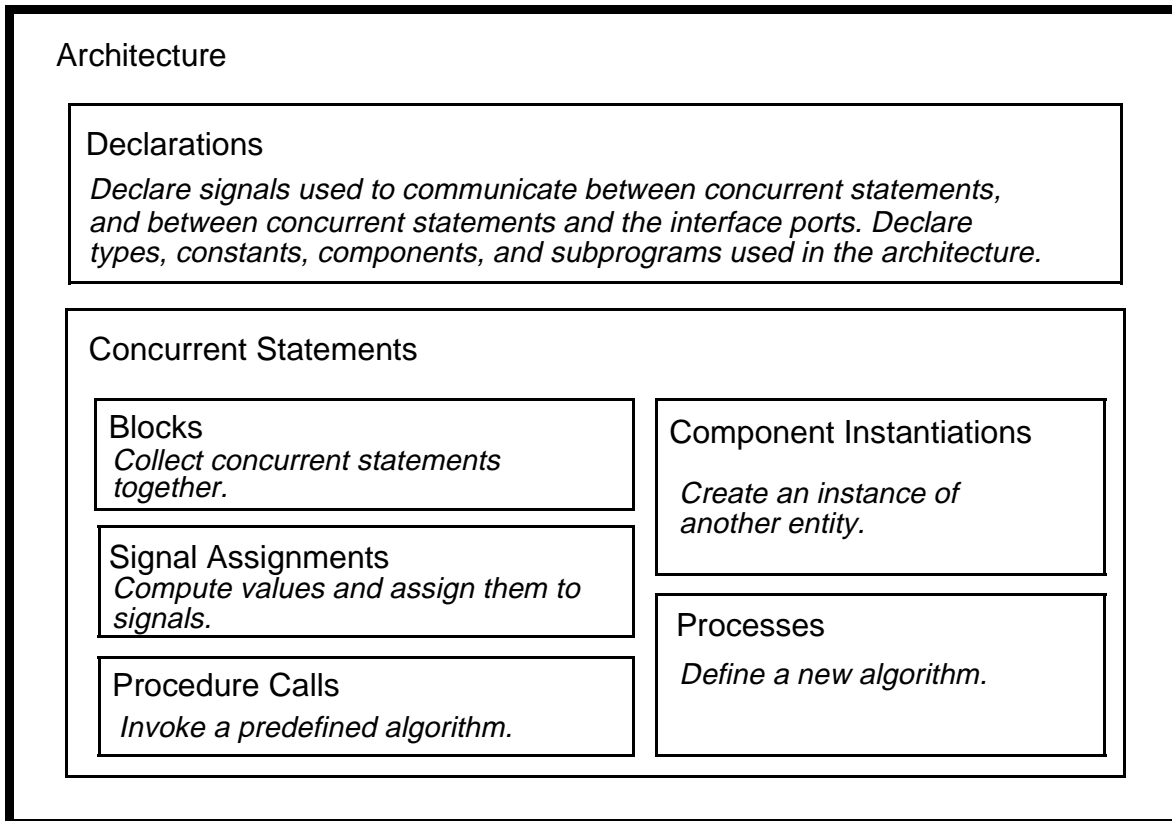 Architecture
Declarations
Declare signals used to communicate between concurrent statements,
and between concurrent statements and the interface ports. Declare
types, constants, components, and subprograms used in the architecture.
Concurrent Statements
Blocks
Collect concurrent statements
together.
Signal Assignments
Compute values and assign them to
signals.
Procedure Calls
Invoke a predefined algorithm.
Component Instantiations
Create an instance of
another entity.
Processes
Define a new algorithm.